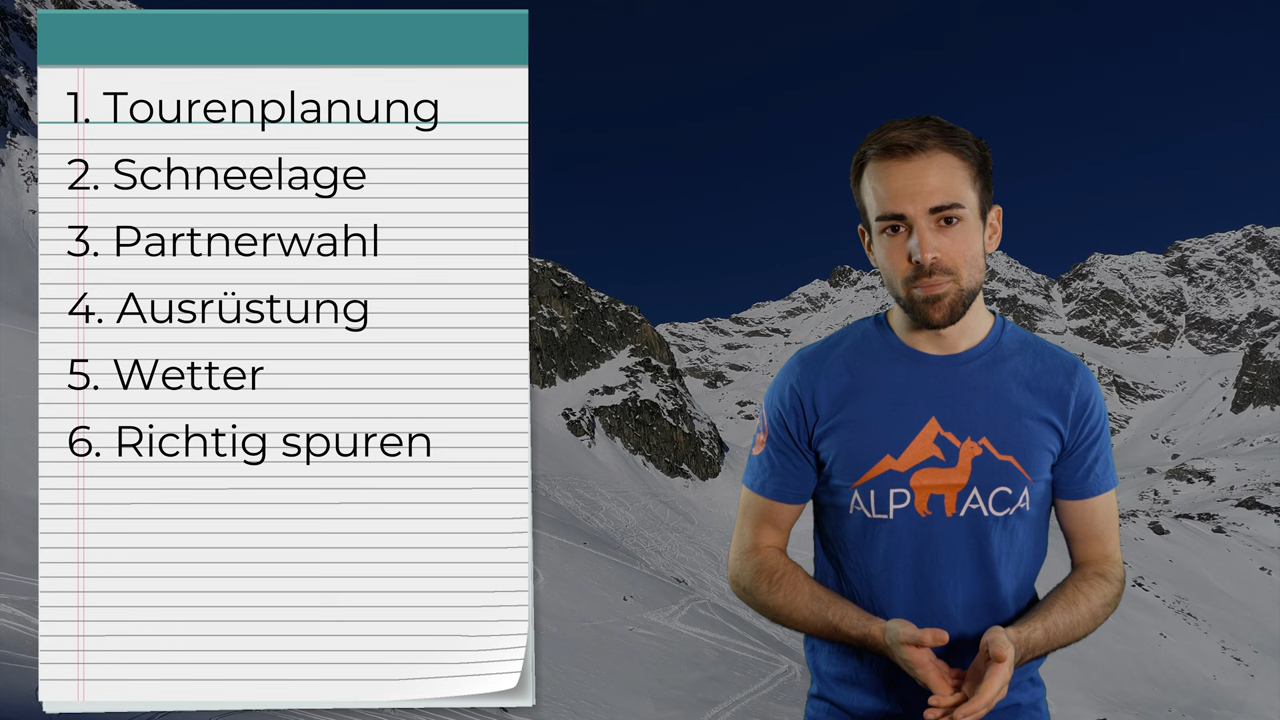 1. Tourenplanung
2. Schneelage
3. Partnerwahl
4. Ausrüstung
5. Wetter
6. Richtig spuren
ALPACA